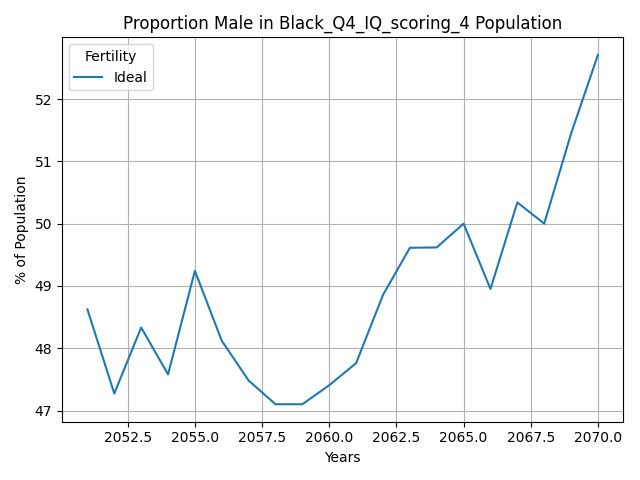 Proportion Male in Black_Q4_IQ_scoring_4 Population
Fertility
Ideal
% of Population
52
51
50
49
48
47
2052.5 2055.0 2057.5 2060.0 2062.5 2065.0 2067.5 2070.0
Years